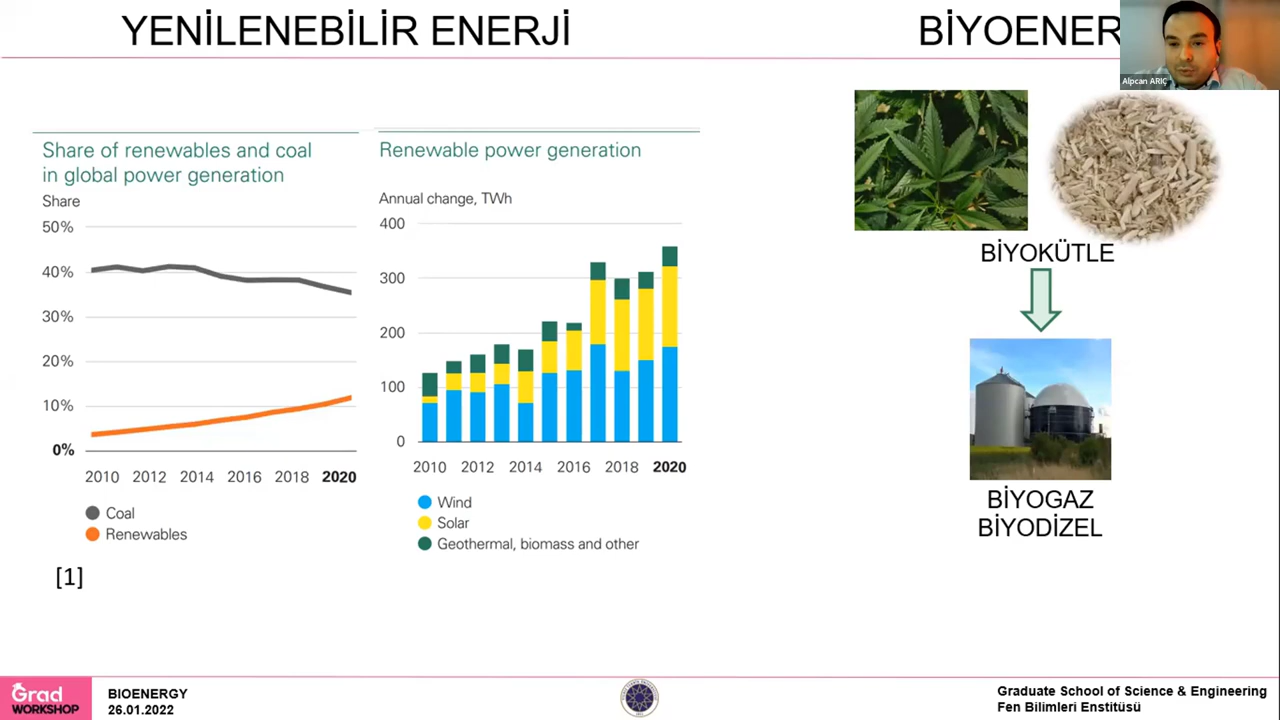 YENİLENEBİLİR ENERJİ
BİYOENER
Alpcan ARIÇ
Share of renewables and coal
in global power generation
Share
50%
40%
30%
20%
10%
0%
2010 2012 2014 2016 2018 2020
Coal
Renewables
[1]
Renewable power generation
Annual change, TWh
400
300
200
100
0
2010 2012 2014 2016 2018 2020
Wind
Solar
Geothermal, biomass and other
BİYOKÜTLE
BİYOGAZ
BİYODİZEL
Grad
WORKSHOP
BIOENERGY
26.01.2022
Graduate School of Science & Engineering
Fen Bilimleri Enstitüsü